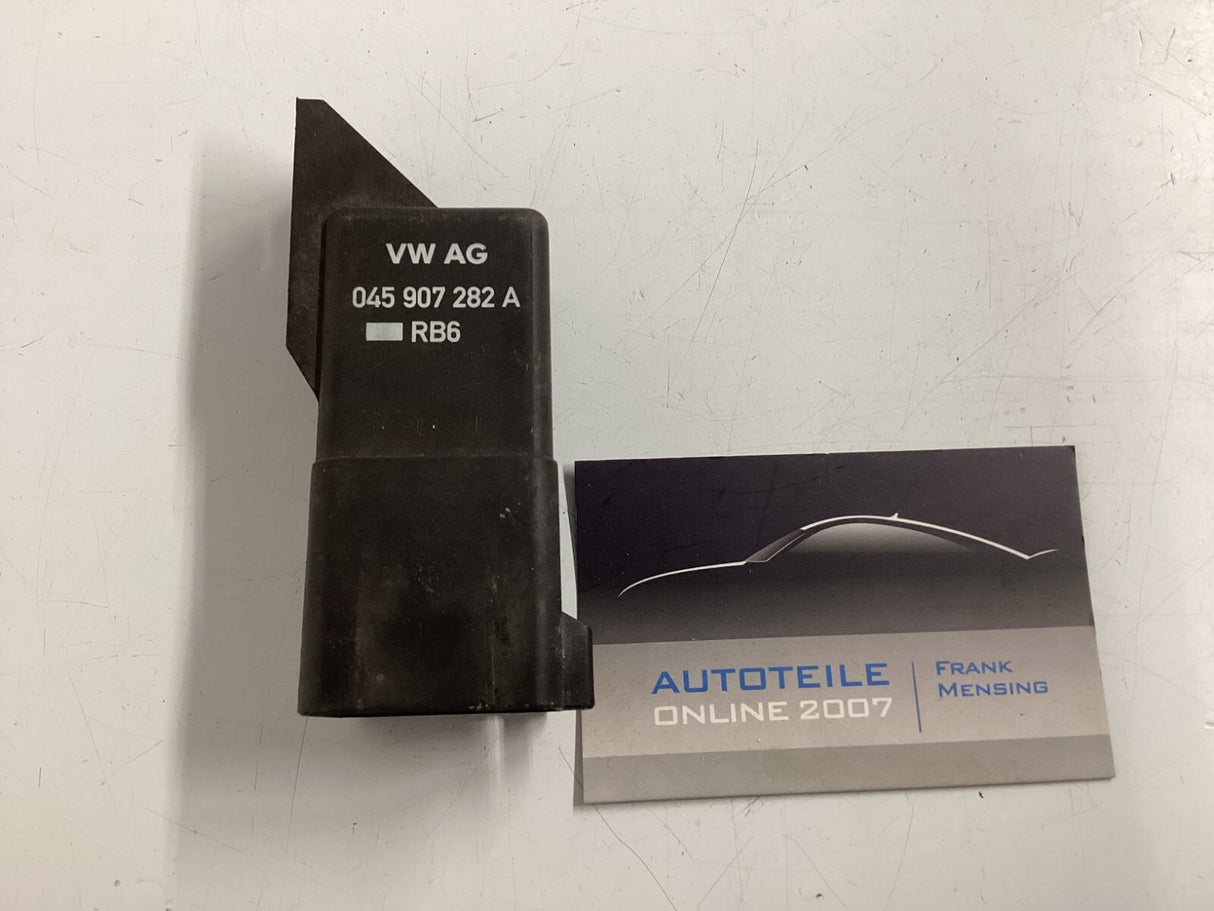 VW AG
045 907 282 A
RB6
AUTOTEILE
ONLINE 2007
FRANK
MENSING